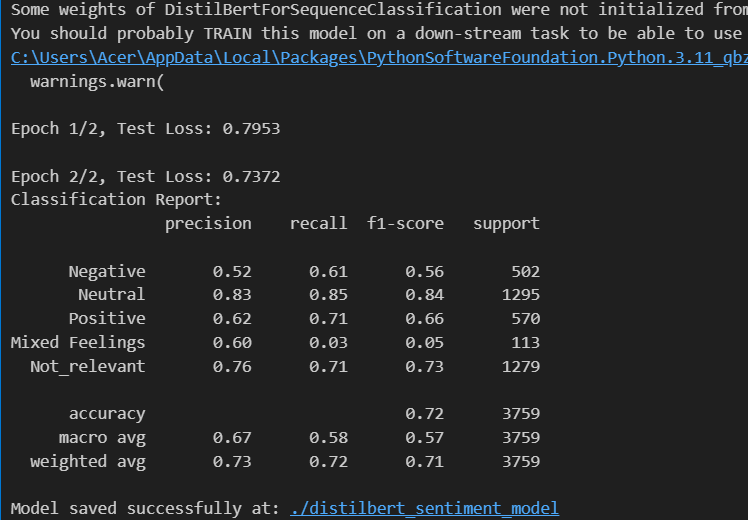 Some weights of DistilBertForSequenceClassification were not initialized from
You should probably TRAIN this model on a down-stream task to be able to use
C:\Users\Acer\AppData\Local\Packages\PythonSoftwareFoundation.Python.3.11_qbz
warnings.warn(
Epoch 1/2, Test Loss: 0.7953
Epoch 2/2, Test Loss: 0.7372
Classification Report:
precision recall f1-score support
Negative 0.52 0.61 0.56 502
Neutral 0.83 0.85 0.84 1295
Positive 0.62 0.71 0.66 570
Mixed Feelings 0.60 0.03 0.05 113
Not_relevant 0.76 0.71 0.73 1279
accuracy 0.72 3759
macro avg 0.67 0.58 0.57 3759
weighted avg 0.73 0.72 0.71 3759
Model saved successfully at: ./distilbert_sentiment_model